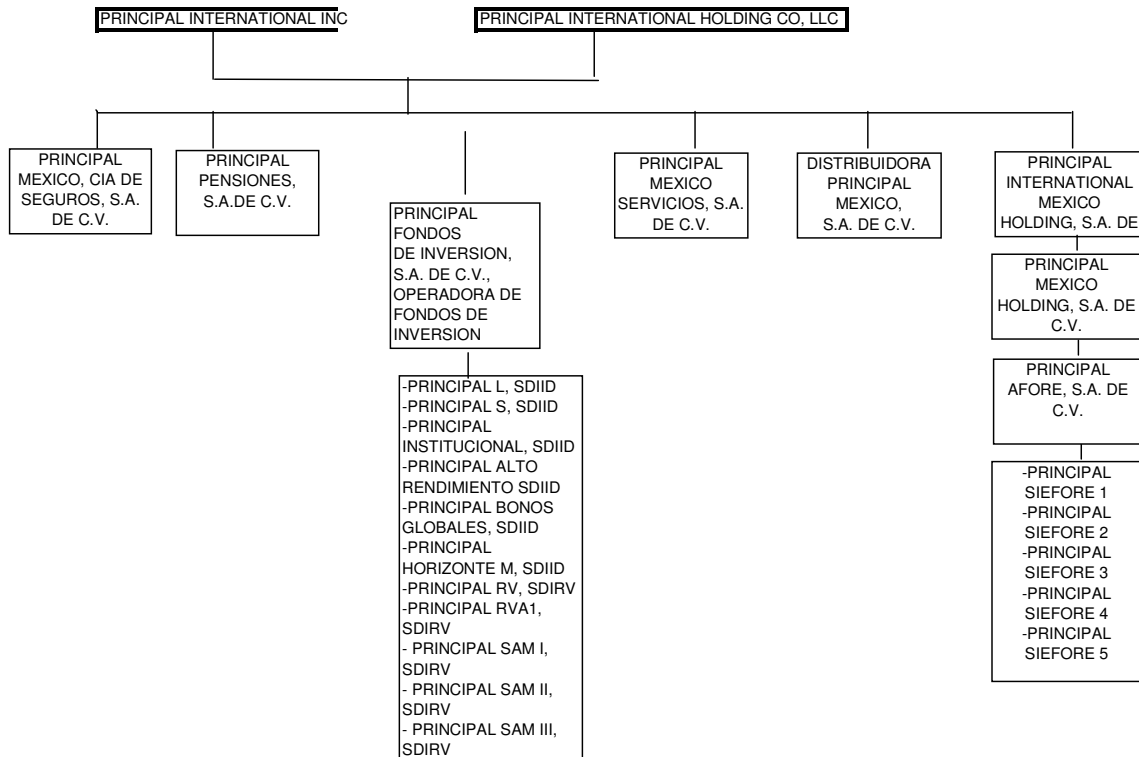 PRINCIPAL INTERNATIONAL INC
PRINCIPAL INTERNATIONAL HOLDING CO, LLC
PRINCIPAL
MEXICO, CIA DE
SEGUROS, S.A.
DE C.V.
PRINCIPAL
PENSIONES,
S.A.DE C.V.
PRINCIPAL
FONDOS
DE INVERSION,
S.A. DE C.V.,
OPERADORA DE
FONDOS DE
INVERSION
-PRINCIPAL L, SDIID
-PRINCIPAL S, SDIID
-PRINCIPAL
INSTITUCIONAL, SDIID
-PRINCIPAL ALTO
RENDIMIENTO SDIID
-PRINCIPAL BONOS
GLOBALES, SDIID
-PRINCIPAL
HORIZONTE M, SDIID
-PRINCIPAL RV, SDIRV
-PRINCIPAL RVA1,
SDIRV
- PRINCIPAL SAM I,
SDIRV
- PRINCIPAL SAM II,
SDIRV
- PRINCIPAL SAM III,
SDIRV
PRINCIPAL
MEXICO
SERVICIOS, S.A.
DE C.V.
DISTRIBUIDORA
PRINCIPAL
MEXICO,
S.A. DE C.V.
PRINCIPAL
INTERNATIONAL
MEXICO
HOLDING, S.A. DE
PRINCIPAL
MEXICO
HOLDING, S.A. DE
C.V.
PRINCIPAL
AFORE, S.A. DE
C.V.
-PRINCIPAL
SIEFORE 1
-PRINCIPAL
SIEFORE 2
-PRINCIPAL
SIEFORE 3
-PRINCIPAL
SIEFORE 4
-PRINCIPAL
SIEFORE 5